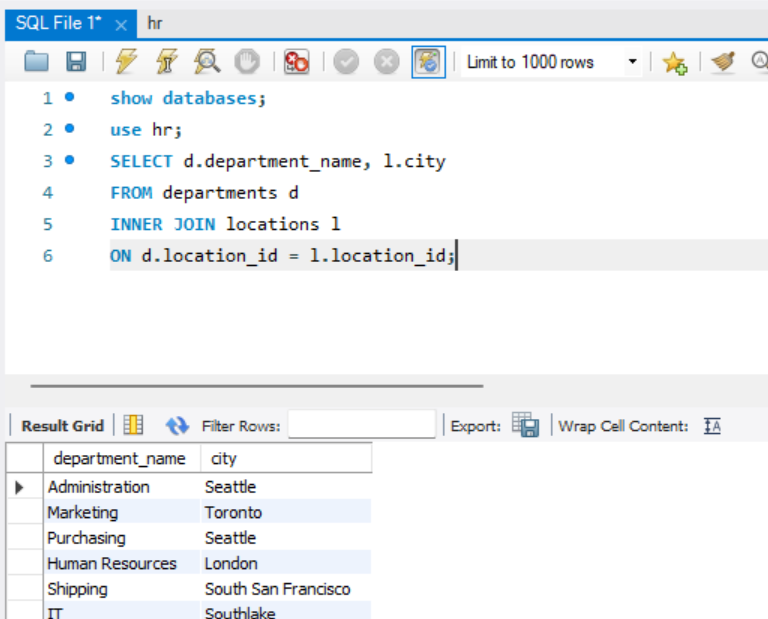 SQL File 1* × hr
Limit to 1000 rows
1 show databases;
2 use hr;
3 SELECT d.department_name, l.city
4 FROM departments d
5 INNER JOIN locations l
6 ON d.location_id = l.location_id;
Result Grid Filter Rows: Export: Wrap Cell Content:
department_name city
Administration Seattle
Marketing Toronto
Purchasing Seattle
Human Resources London
Shipping South San Francisco
IT Southlake